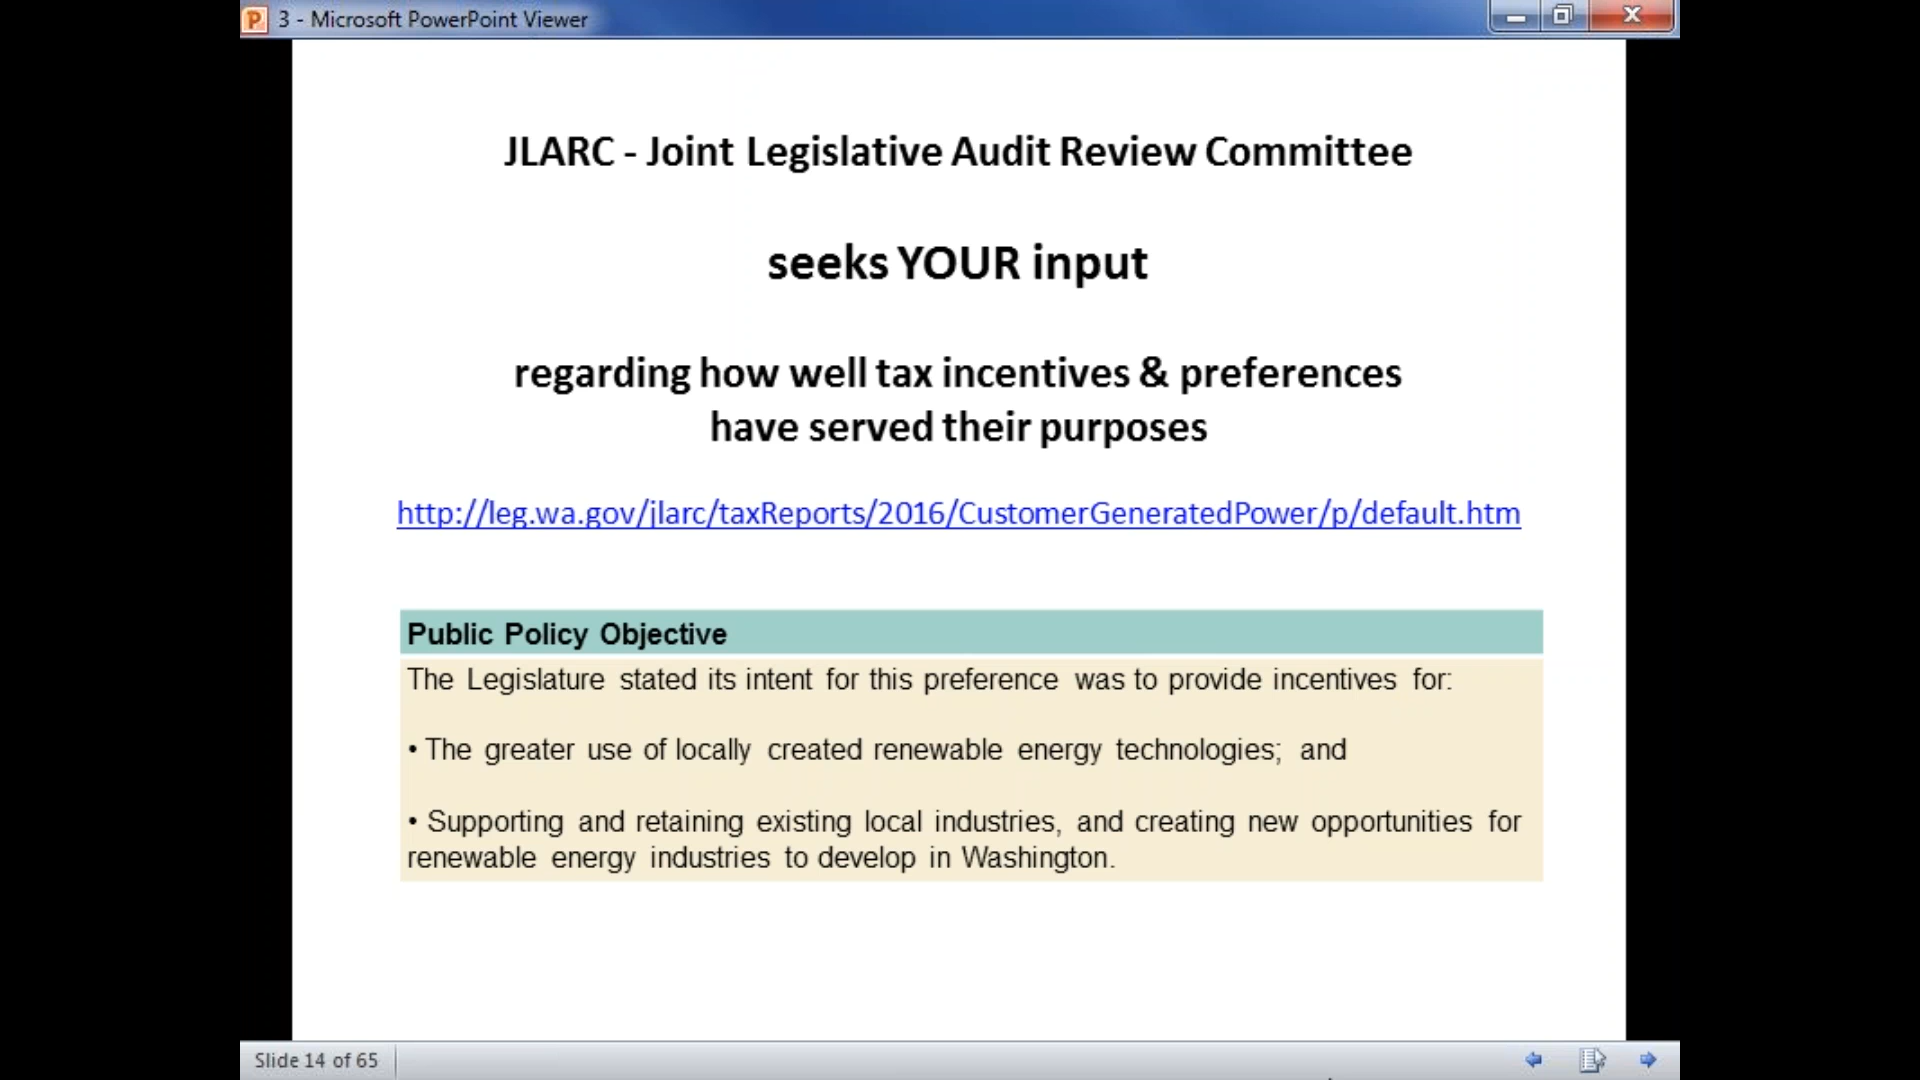 3 - Microsoft PowerPoint Viewer
JLARC - Joint Legislative Audit Review Committee
seeks YOUR input
regarding how well tax incentives & preferences
have served their purposes
http://leg.wa.gov/jlarc/taxReports/2016/CustomerGeneratedPower/p/default.htm
Public Policy Objective
The Legislature stated its intent for this preference was to provide incentives for:
• The greater use of locally created renewable energy technologies; and
• Supporting and retaining existing local industries, and creating new opportunities for
renewable energy industries to develop in Washington.
Slide 14 of 65